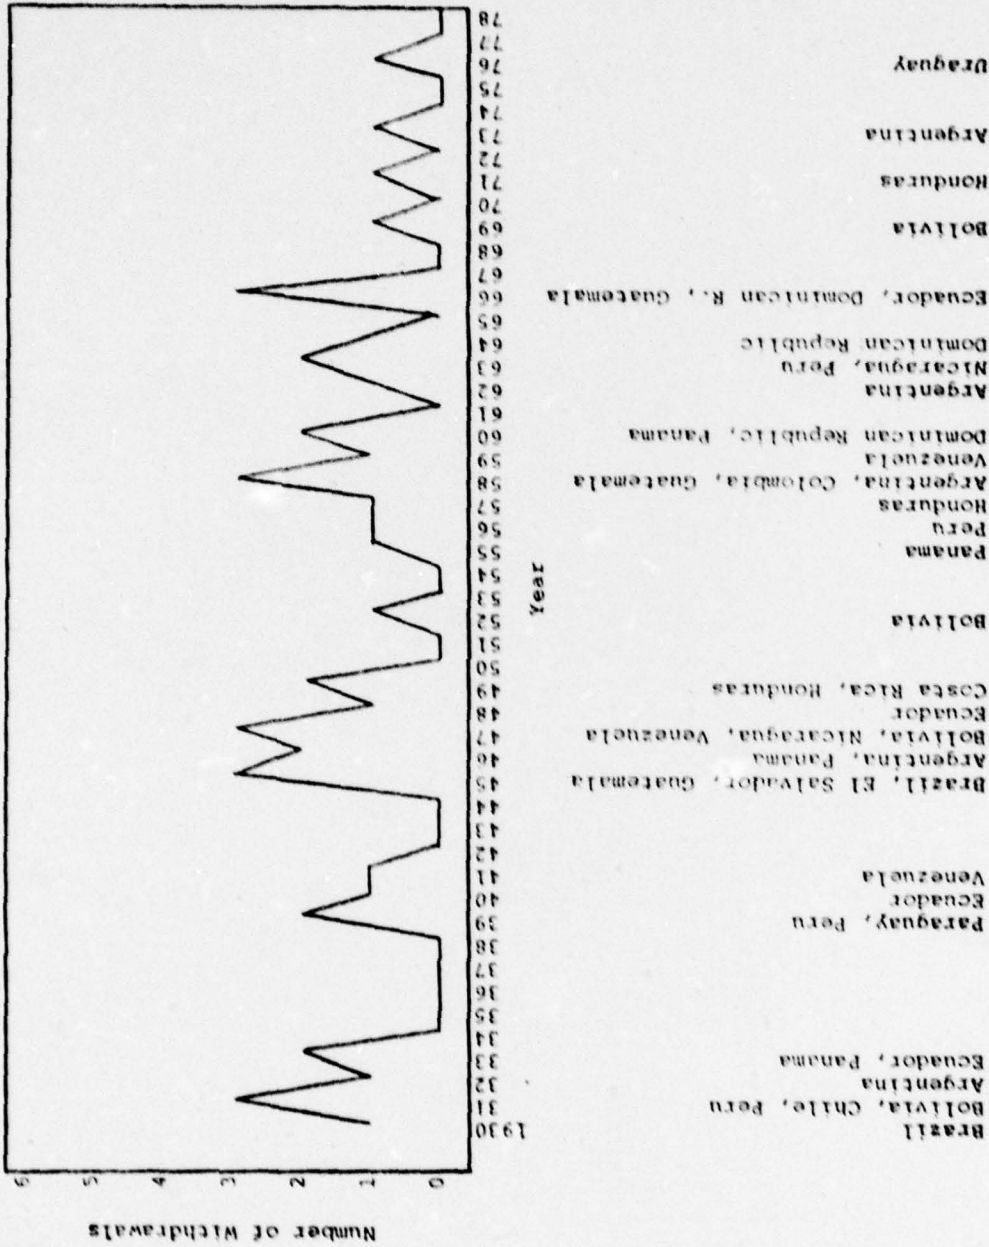 Number of Withdrawals
0 1 2 3 4 5 6
Brazil 1930
Bolivia, Chile, Peru 31
Argentina 32
Ecuador, Panama 33
34
35
36
37
38
Paraguay, Peru 39
Ecuador 40
Venezuela 41
42
43
44
Brazil, El Salvador, Guatemala 45
Argentina, Panama 46
Bolivia, Nicaragua, Venezuela 47
Ecuador 48
Costa Rica, Honduras 49
50
51
Bolivia 52
53
Year
54
Panama 55
Peru 56
Honduras 57
Argentina, Colombia, Guatemala 58
Venezuela 59
Dominican Republic, Panama 60
61
Argentina 62
Nicaragua, Peru 63
Dominican Republic 64
65
Ecuador, Dominican R., Guatemala 66
67
68
Bolivia 69
70
Honduras 71
72
Argentina 73
74
75
Uraguay 76
77
78